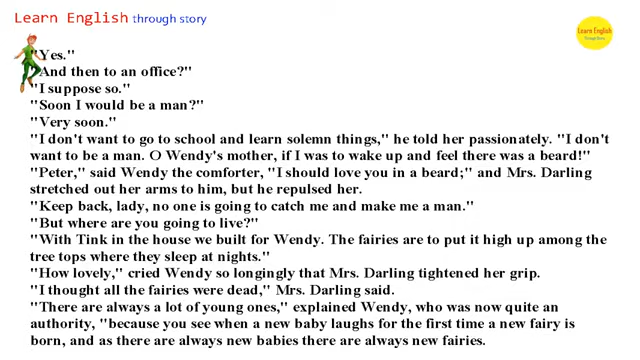 Learn English through story
Learn English
Through Story
"Yes."
"And then to an office?"
"I suppose so."
"Soon I would be a man?"
"Very soon."
"I don't want to go to school and learn solemn things," he told her passionately. "I don't
want to be a man. O Wendy's mother, if I was to wake up and feel there was a beard!"
"Peter," said Wendy the comforter, "I should love you in a beard;" and Mrs. Darling
stretched out her arms to him, but he repulsed her.
"Keep back, lady, no one is going to catch me and make me a man."
"But where are you going to live?"
"With Tink in the house we built for Wendy. The fairies are to put it high up among the
tree tops where they sleep at nights."
"How lovely," cried Wendy so longingly that Mrs. Darling tightened her grip.
"I thought all the fairies were dead," Mrs. Darling said.
"There are always a lot of young ones," explained Wendy, who was now quite an
authority, "because you see when a new baby laughs for the first time a new fairy is
born, and as there are always new babies there are always new fairies.